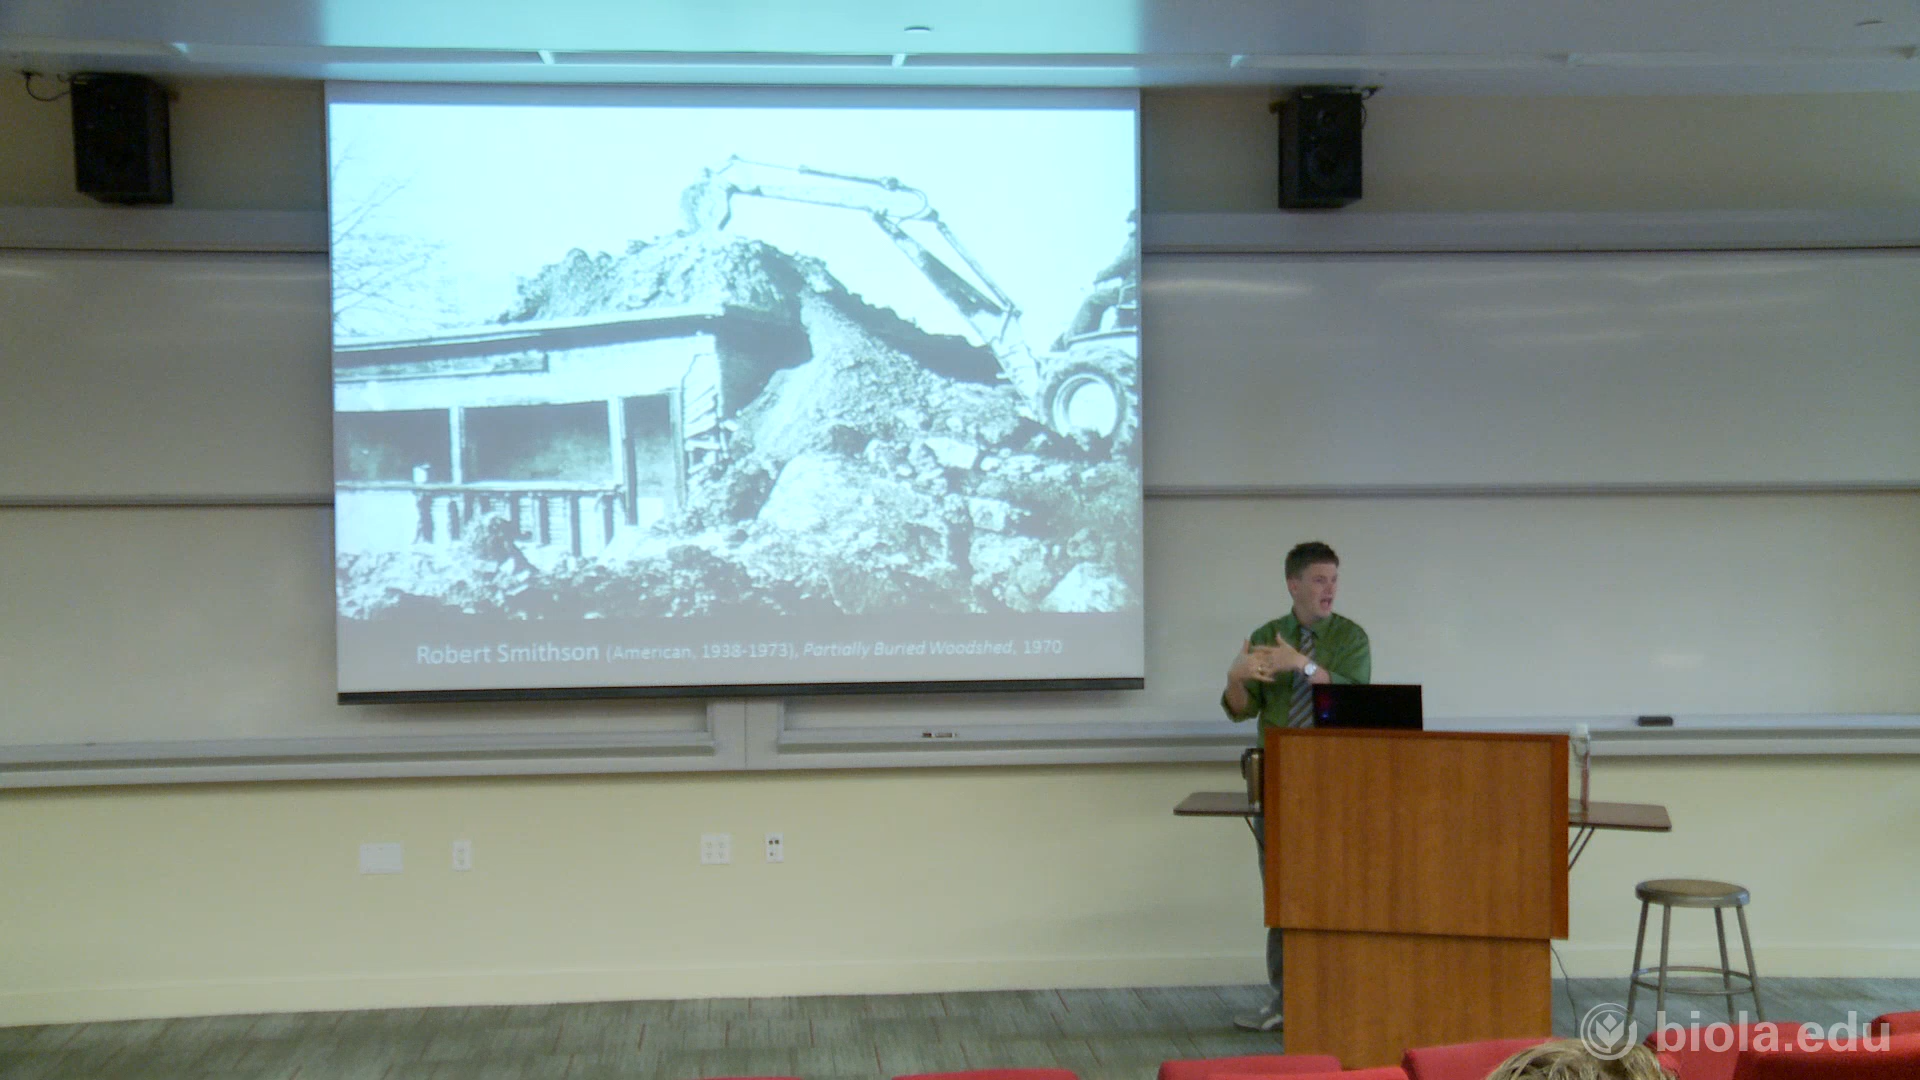 Robert Smithson (American, 1938-1973), Partially Buried Woodshed, 1970
biola.edu